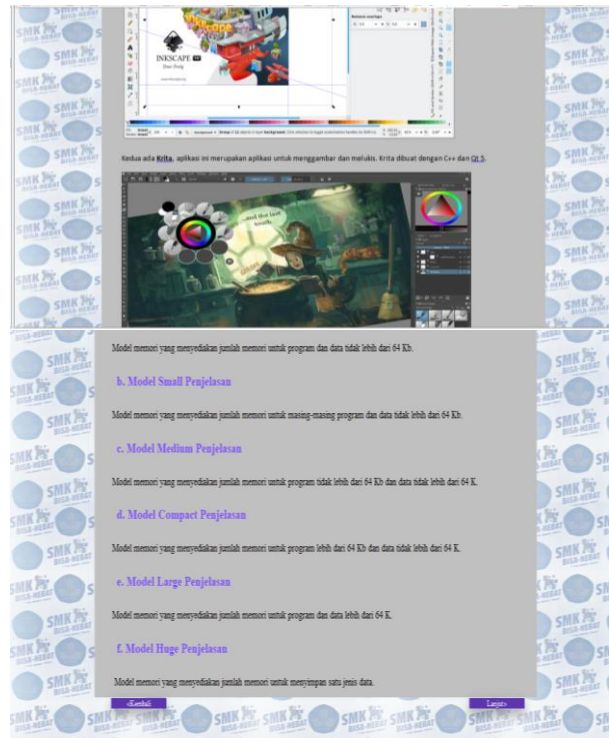 INKSCAPE
Kedua ada Krita, aplikasi ini merupakan aplikasi untuk menggambar dan melukis. Krita dibuat dengan C++ dan Qt 5.
...and the last touch.
Model memori yang menyediakan jumlah memori untuk program dan data tidak lebih dari 64 Kb.
b. Model Small Penjelasan
Model memori yang menyediakan jumlah memori untuk masing-masing program dan data tidak lebih dari 64 Kb.
c. Model Medium Penjelasan
Model memori yang menyediakan jumlah memori untuk program tidak lebih dari 64 Kb dan data tidak lebih dari 64 K.
d. Model Compact Penjelasan
Model memori yang menyediakan jumlah memori untuk program lebih dari 64 Kb dan data tidak lebih dari 64 K.
e. Model Large Penjelasan
Model memori yang menyediakan jumlah memori untuk program dan data lebih dari 64 K.
f. Model Huge Penjelasan
Model memori yang menyediakan jumlah memori untuk menyimpan satu jenis data.
<Kembali
Lanjut>
SMK BISA-HEBAT